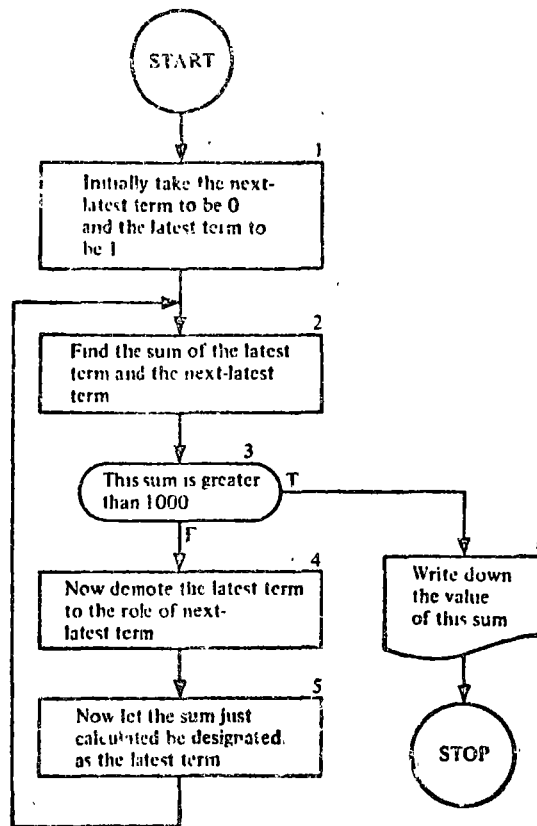 START
1
Initially take the next-
latest term to be 0
and the latest term to
be 1
2
Find the sum of the latest
term and the next-latest
term
3
This sum is greater
than 1000
T
F
4
Now demote the latest term
to the role of next-
latest term
5
Now let the sum just
calculated be designated
as the latest term
Write down
the value
of this sum
STOP